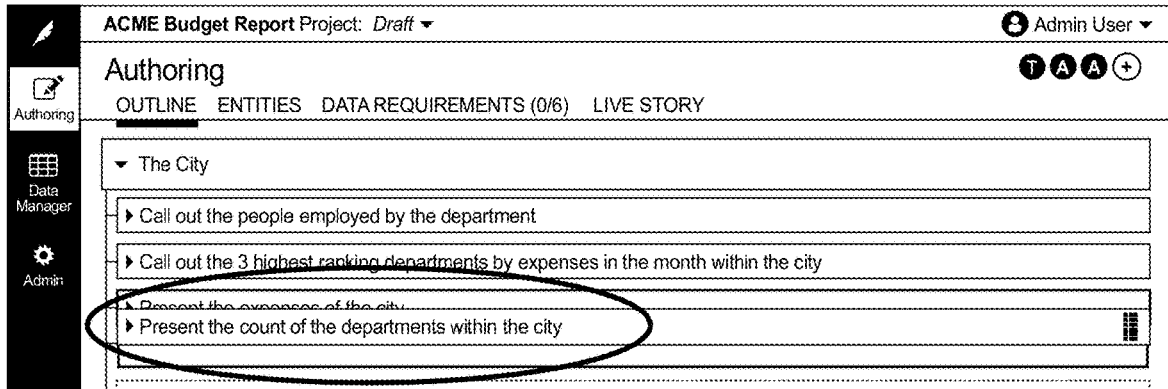 ACME Budget Report Project: Draft
Admin User
Authoring
T A A +
Authoring
OUTLINE ENTITIES DATA REQUIREMENTS (0/6) LIVE STORY
The City
Data
Manager
Call out the people employed by the department
Call out the 3 highest ranking departments by expenses in the month within the city
Admin
Present the expenses of the city
Present the count of the departments within the city